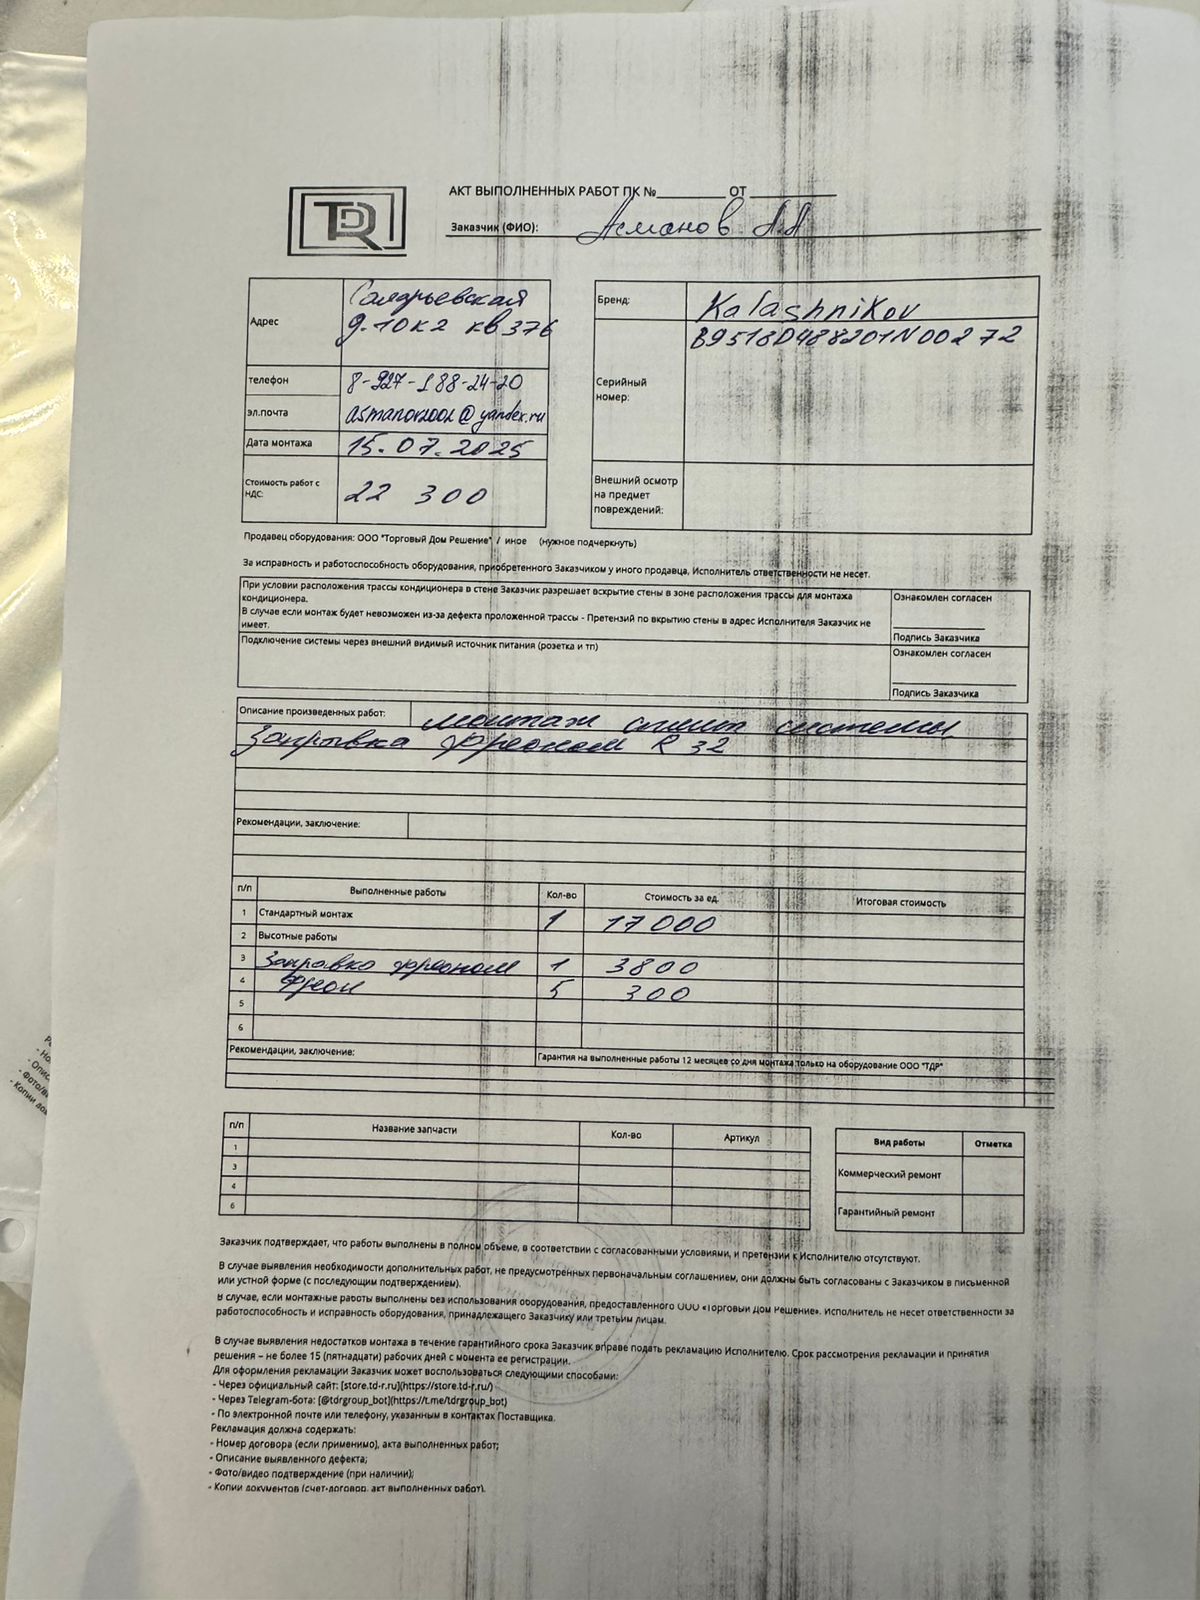 TDR
АКТ ВЫПОЛНЕННЫХ РАБОТ ПК №________ ОТ ________
Заказчик (ФИО): Асманов А.А
Адрес
Саларьевская
д. 10к2 кв 376
телефон 8-927-188-24-20
эл.почта asmanov2002@yandex.ru
Дата монтажа 15.07.2025
Стоимость работ с НДС: 22 300
Бренд: Kalashnikov
Серийный номер: B9518D488201N00272
Внешний осмотр
на предмет
повреждений:
Продавец оборудования: ООО "Торговый Дом Решение" / иное (нужное подчеркнуть)
За исправность и работоспособность оборудования, приобретенного Заказчиком у иного продавца, Исполнитель ответственности не несет.
При условии расположения трассы кондиционера в стене Заказчик разрешает вскрытие стены в зоне расположения трассы для монтажа
кондиционера.
В случае если монтаж будет невозможен из-за дефекта проложенной трассы - Претензий по вкрытию стены в адрес Исполнителя Заказчик не
имеет.
Ознакомлен согласен
Подпись Заказчика
Подключение системы через внешний видимый источник питания (розетка и тп)
Ознакомлен согласен
Подпись Заказчика
Описание произведенных работ: монтаж сплит системы
Заправка фреоном R 32
Рекомендации, заключение:
п/п Выполненные работы Кол-во Стоимость за ед. Итоговая стоимость
1 Стандартный монтаж 1 17 000
2 Высотные работы
3 Заправка фреоном 1 3800
4 Фреон 5 300
5
6
Рекомендации, заключение: Гарантия на выполненные работы 12 месяцев со дня монтажа только на оборудование ООО "ТДР"
п/п Название запчасти Кол-во Артикул
1
3
4
6
Вид работы Отметка
Коммерческий ремонт
Гарантийный ремонт
Заказчик подтверждает, что работы выполнены в полном объеме, в соответствии с согласованными условиями, и претензии к Исполнителю отсутствуют.
В случае выявления необходимости дополнительных работ, не предусмотренных первоначальным соглашением, они должны быть согласованы с Заказчиком в письменной
или устной форме (с последующим подтверждением).
В случае, если монтажные работы выполнены без использования оборудования, предоставленного ООО «Торговый Дом Решение». Исполнитель не несет ответственности за
работоспособность и исправность оборудования, принадлежащего Заказчику или третьим лицам.
В случае выявления недостатков монтажа в течение гарантийного срока Заказчик вправе подать рекламацию Исполнителю. Срок рассмотрения рекламации и принятия
решения – не более 15 (пятнадцати) рабочих дней с момента ее регистрации.
Для оформления рекламации Заказчик может воспользоваться следующими способами:
- Через официальный сайт: [store.td-r.ru](https://store.td-r.ru/)
- Через Telegram-бота: [@tdrgroup_bot](https://t.me/tdrgroup_bot)
- По электронной почте или телефону, указанным в контактах Поставщика.
Рекламация должна содержать:
- Номер договора (если применимо), акта выполненных работ;
- Описание выявленного дефекта;
- Фото/видео подтверждение (при наличии);
- Копии документов (счет-договор, акт выполненных работ).